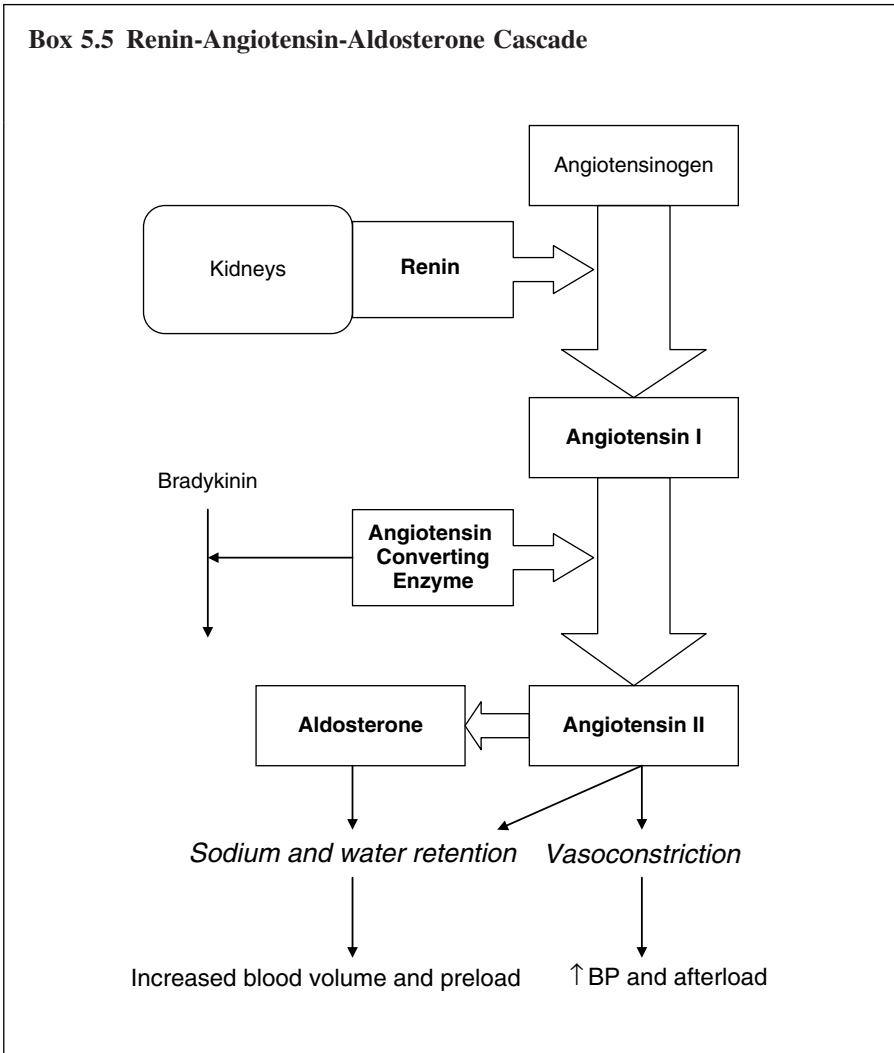 Box 5.5 Renin-Angiotensin-Aldosterone Cascade
Angiotensinogen
Kidneys
Renin
Angiotensin I
Bradykinin
Angiotensin
Converting
Enzyme
Aldosterone
Angiotensin II
Sodium and water retention
Vasoconstriction
Increased blood volume and preload
↑BP and afterload